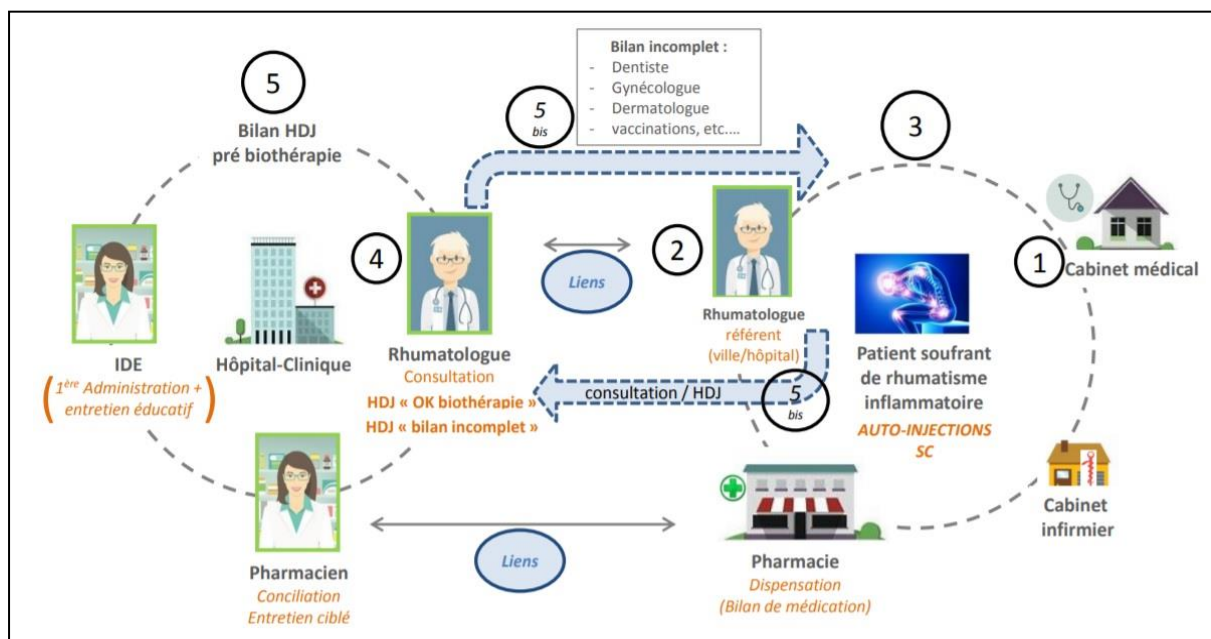 Bilan incomplet :
- Dentiste
- Gynécologue
- Dermatologue
- vaccinations, etc.…
5
Bilan HDJ
pré biothérapie
5
bis
3
4
2
1
Cabinet médical
Liens
IDE
(1ère Administration +
entretien éducatif)
Hôpital-Clinique
Rhumatologue
Consultation
HDJ « OK biothérapie »
HDJ « bilan incomplet »
Rhumatologue
référent
(ville/hôpital)
consultation / HDJ
5
bis
Patient soufrant
de rhumatisme
inflammatoire
AUTO-INJECTIONS
SC
Cabinet
infirmier
Liens
Pharmacien
Conciliation
Entretien ciblé
Pharmacie
Dispensation
(Bilan de médication)